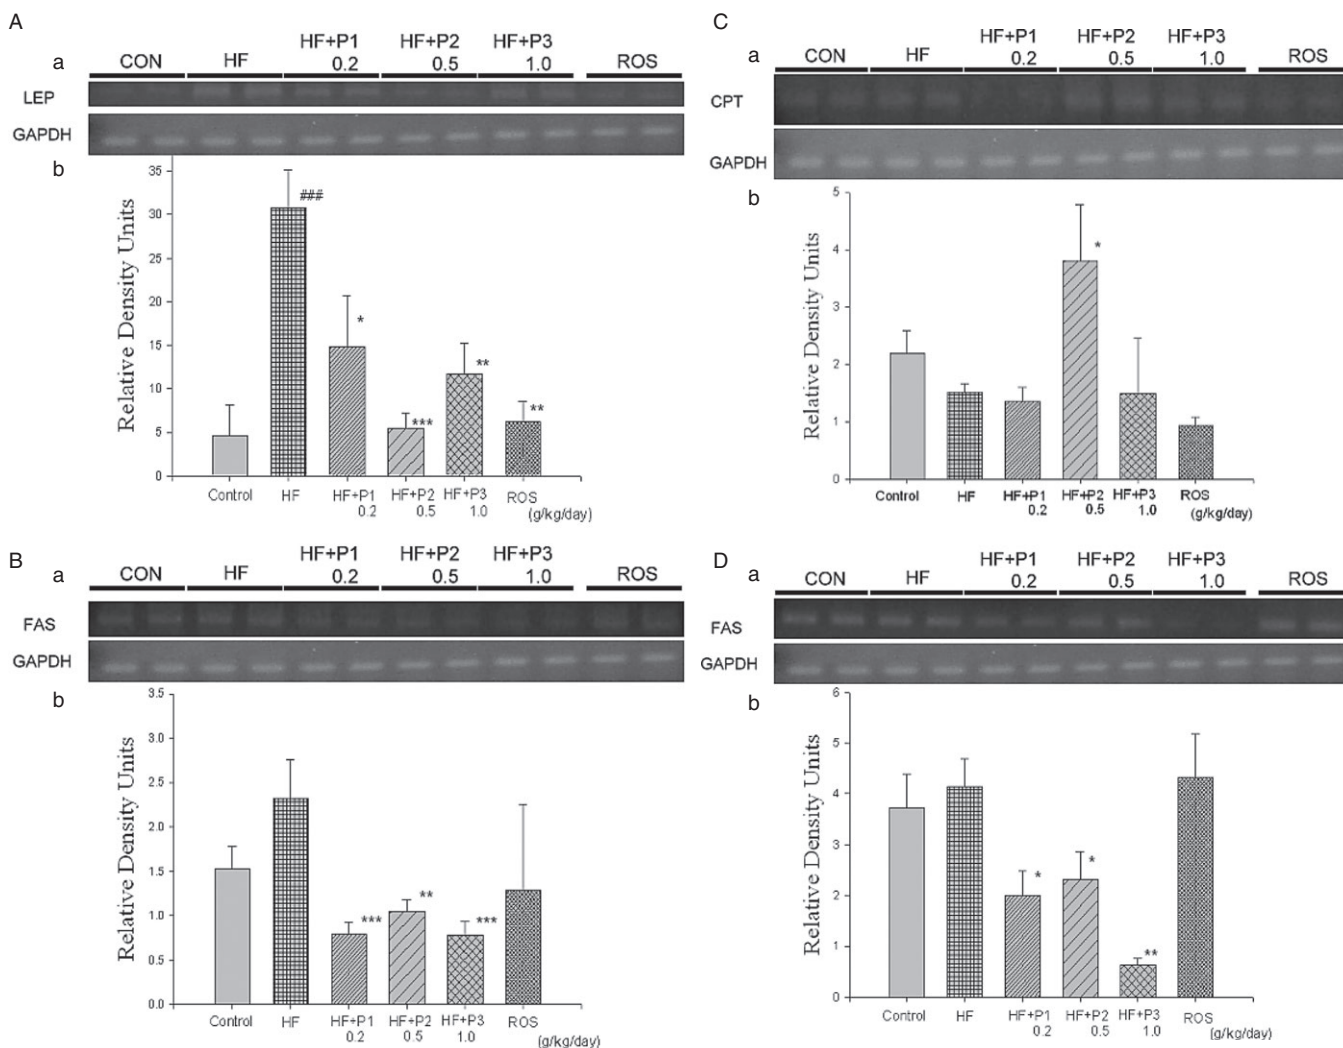 A
a
CON HF HF+P1 0.2 HF+P2 0.5 HF+P3 1.0 ROS
LEP
GAPDH
b
Relative Density Units
35
30
25
20
15
10
5
0
###
*
***
**
**
Control HF HF+P1 HF+P2 HF+P3 ROS
0.2 0.5 1.0 (g/kg/day)
B
a
CON HF HF+P1 0.2 HF+P2 0.5 HF+P3 1.0 ROS
FAS
GAPDH
b
Relative Density Units
3.5
3.0
2.5
2.0
1.5
1.0
0.5
0.0
***
**
***
Control HF HF+P1 HF+P2 HF+P3 ROS
0.2 0.5 1.0 (g/kg/day)
C
a
CON HF HF+P1 0.2 HF+P2 0.5 HF+P3 1.0 ROS
CPT
GAPDH
b
Relative Density Units
5
4
3
2
1
0
*
Control HF HF+P1 HF+P2 HF+P3 ROS
0.2 0.5 1.0 (g/kg/day)
D
a
CON HF HF+P1 0.2 HF+P2 0.5 HF+P3 1.0 ROS
FAS
GAPDH
b
Relative Density Units
6
5
4
3
2
1
0
*
*
**
Control HF HF+P1 HF+P2 HF+P3 ROS
0.2 0.5 1.0 (g/kg/day)